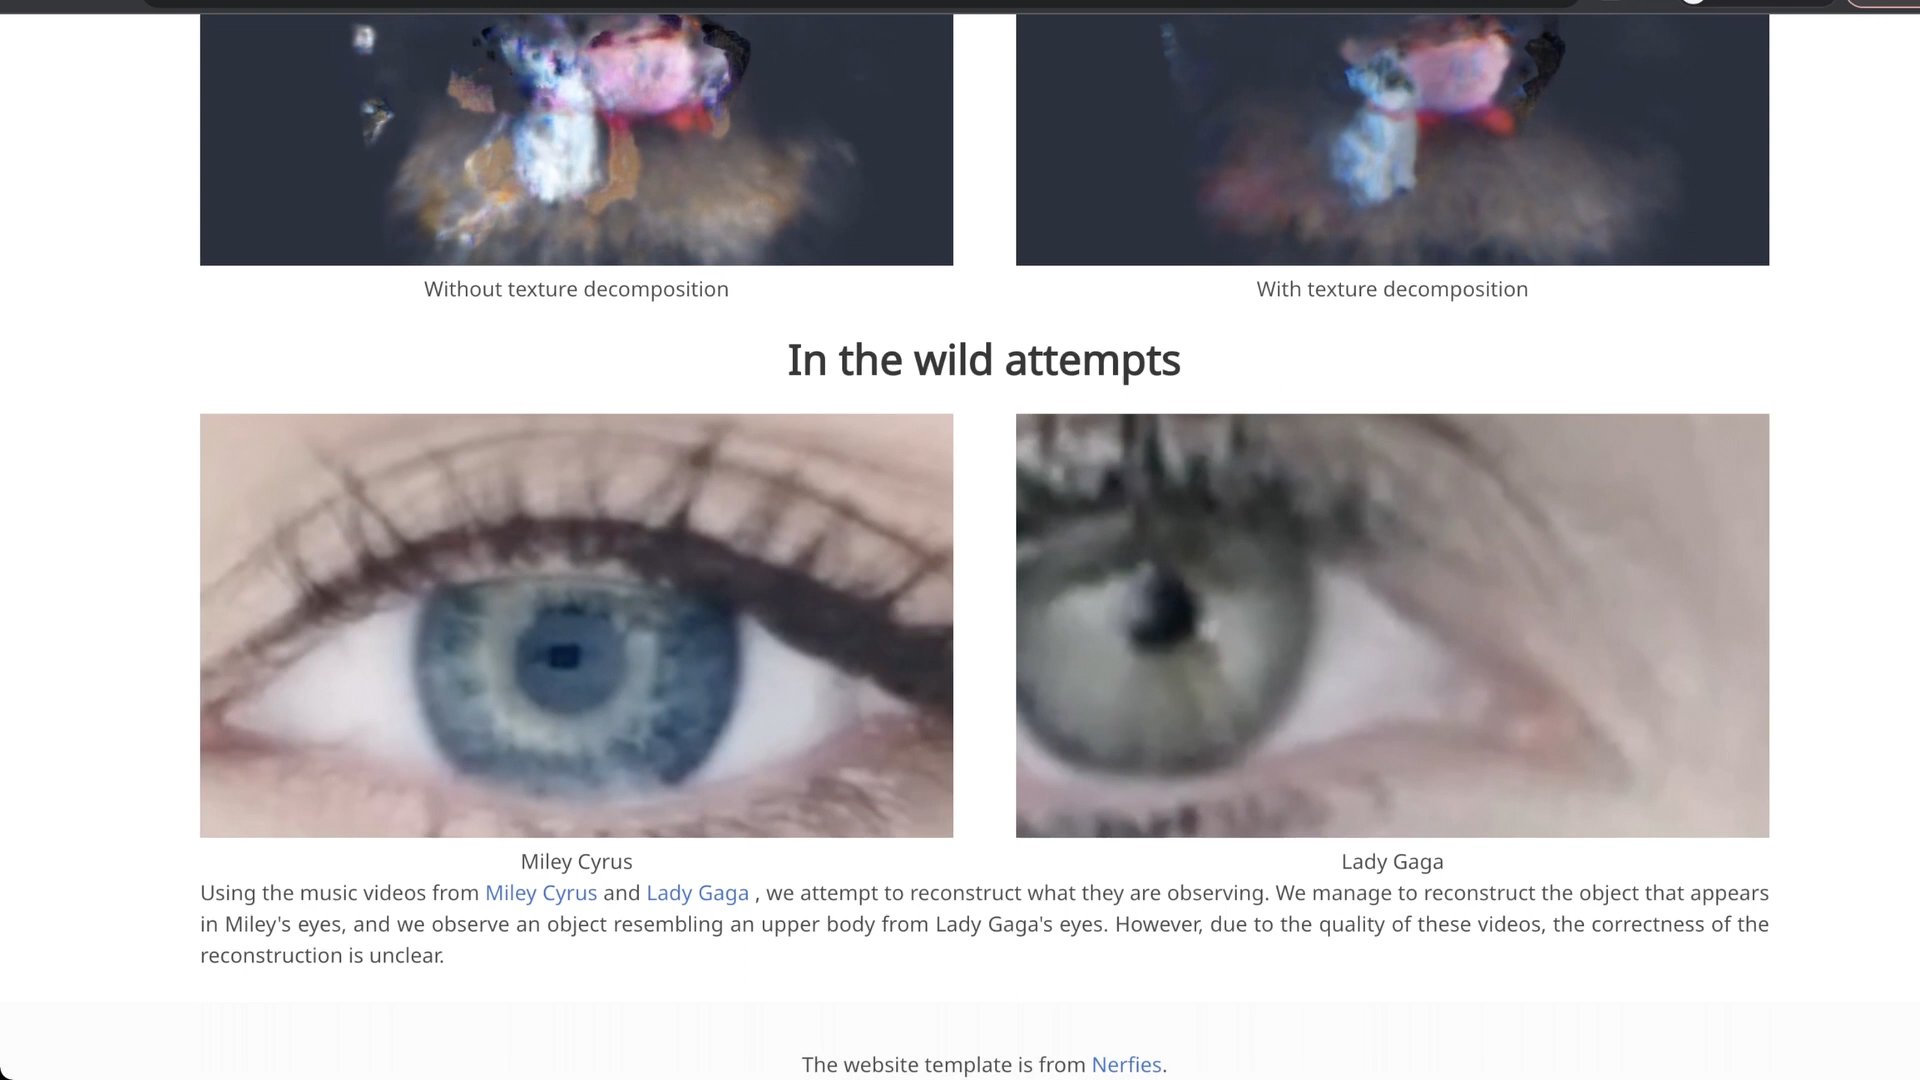 Without texture decomposition
With texture decomposition
In the wild attempts
Miley Cyrus
Lady Gaga
Using the music videos from Miley Cyrus and Lady Gaga , we attempt to reconstruct what they are observing. We manage to reconstruct the object that appears
in Miley's eyes, and we observe an object resembling an upper body from Lady Gaga's eyes. However, due to the quality of these videos, the correctness of the
reconstruction is unclear.
The website template is from Nerfies.